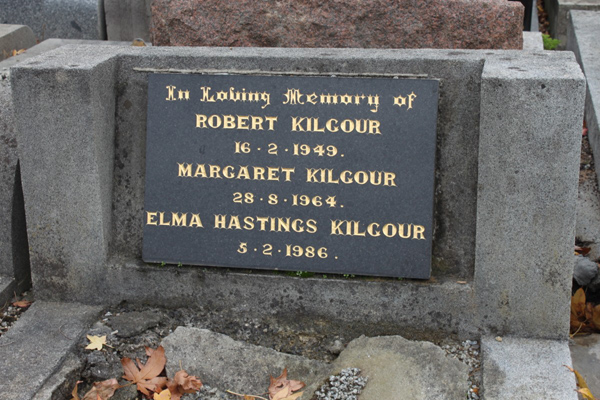 In Loving Memory of
ROBERT KILGOUR
16·2·1949.
MARGARET KILGOUR
28·8·1964.
ELMA HASTINGS KILGOUR
5·2·1986.